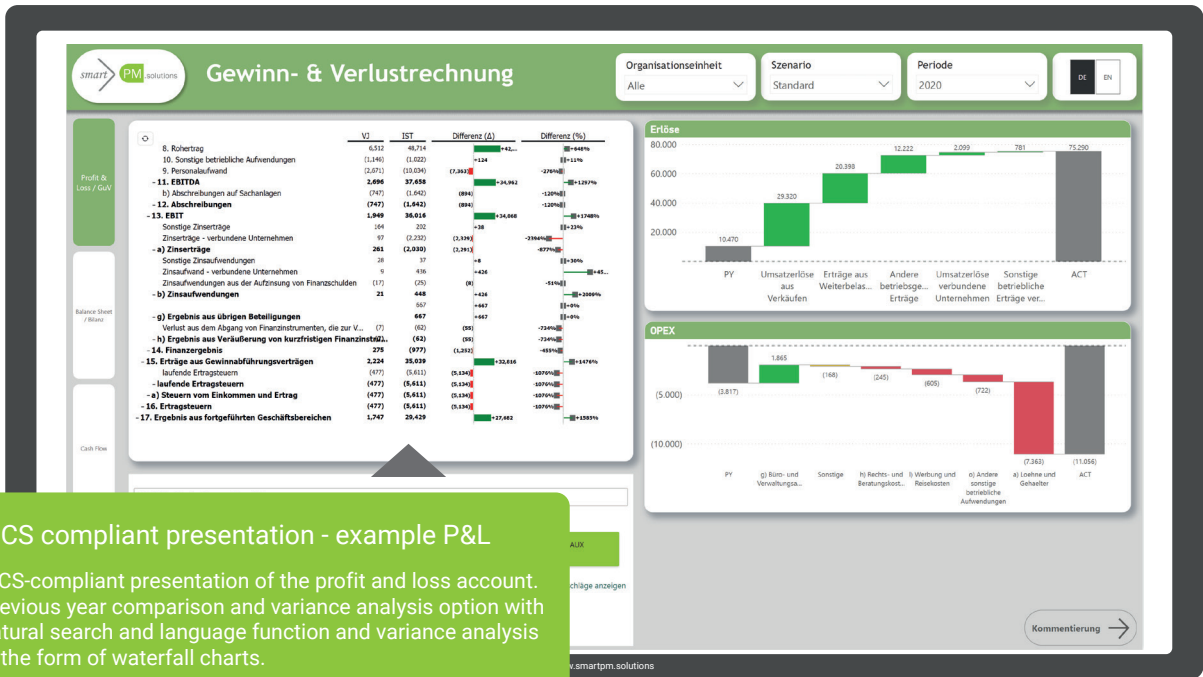 smart PM.solutions
Gewinn- & Verlustrechnung
Organisationseinheit
Alle
Szenario
Standard
Periode
2020
DE EN
Profit & Loss / GuV
Balance Sheet / Bilanz
Cash Flow
VJ IST Differenz (Δ) Differenz (%)
8. Rohertrag 6,512 48,714 +42,... +648%
10. Sonstige betriebliche Aufwendungen (1,146) (1,022) +124 +11%
9. Personalaufwand (2,671) (10,034) (7,363) -276%
- 11. EBITDA 2,696 37,658 +34,962 +1297%
b) Abschreibungen auf Sachanlagen (747) (1,642) (894) -120%
- 12. Abschreibungen (747) (1,642) (894) -120%
- 13. EBIT 1,949 36,016 +34,068 +1748%
Sonstige Zinserträge 164 202 +38 +23%
Zinserträge - verbundene Unternehmen 97 (2,232) (2,329) -2394%
- a) Zinserträge 261 (2,030) (2,291) -877%
Sonstige Zinsaufwendungen 28 37 +8 +30%
Zinsaufwand - verbundene Unternehmen 9 436 +426 +45...
Zinsaufwendungen aus der Aufzinsung von Finanzschulden (17) (25) (8) -51%
- b) Zinsaufwendungen 21 448 +426 +2009%
667 +667 +0%
- g) Ergebnis aus übrigen Beteiligungen 667 +667 +0%
Verlust aus dem Abgang von Finanzinstrumenten, die zur V... (7) (62) (55) -734%
- h) Ergebnis aus Veräußerung von kurzfristigen Finanzinstru... (62) (55) -734%
- 14. Finanzergebnis 275 (977) (1,252) -455%
- 15. Erträge aus Gewinnabführungsverträgen 2,224 35,039 +32,816 +1476%
laufende Ertragsteuern (477) (5,611) (5,134) -1076%
- laufende Ertragsteuern (477) (5,611) (5,134) -1076%
- a) Steuern vom Einkommen und Ertrag (477) (5,611) (5,134) -1076%
- 16. Ertragsteuern (477) (5,611) (5,134) -1076%
- 17. Ergebnis aus fortgeführten Geschäftsbereichen 1,747 29,429 +27,682 +1585%
Erlöse
80.000
60.000
40.000
20.000
10.470 29.320 20.398 12.222 2.099 781 75.290
PY Umsatzerlöse Erträge aus Andere Umsatzerlöse Sonstige ACT
aus Weiterbelas... betriebsge... verbundene betriebliche
Verkäufen Erträge Unternehmen Erträge ver...
OPEX
(5.000)
(10.000)
(3.817) 1.865 (168) (245) (605) (722) (7.363) (11.056)
PY g) Büro- und Sonstige h) Rechts- und i) Werbung und o) Andere a) Loehne und ACT
Verwaltungsa... Beratungskost... Reisekosten sonstige Gehaelter
betriebliche
Aufwendungen
AUX
chläge anzeigen
Kommentierung
CS compliant presentation - example P&L
CS-compliant presentation of the profit and loss account.
evious year comparison and variance analysis option with
tural search and language function and variance analysis
the form of waterfall charts.
.smartpm.solutions